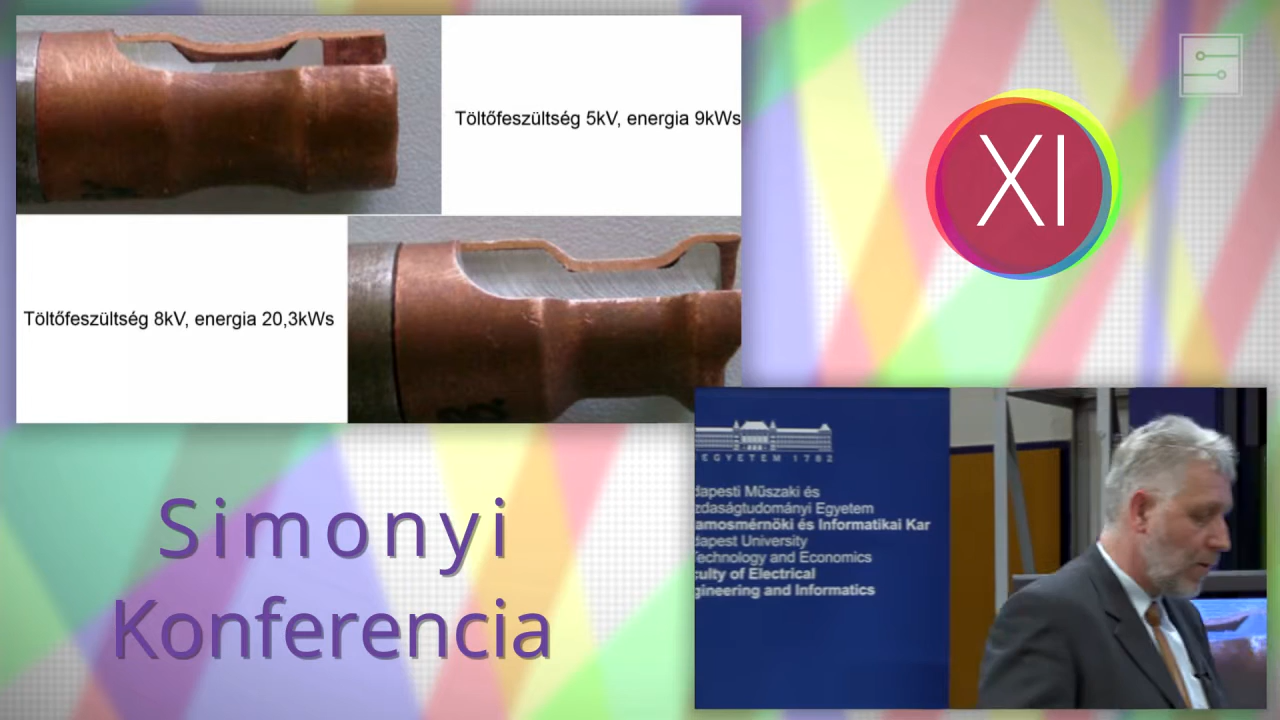 Töltőfeszültség 5kV, energia 9kWs
Töltőfeszültség 8kV, energia 20,3kWs
XI
Simonyi
Konferencia
EGYETEM 1782
dapesti Műszaki és
zdaságtudományi Egyetem
amosmérnöki és Informatikai Kar
dapest University
Technology and Economics
culty of Electrical
gineering and Informatics